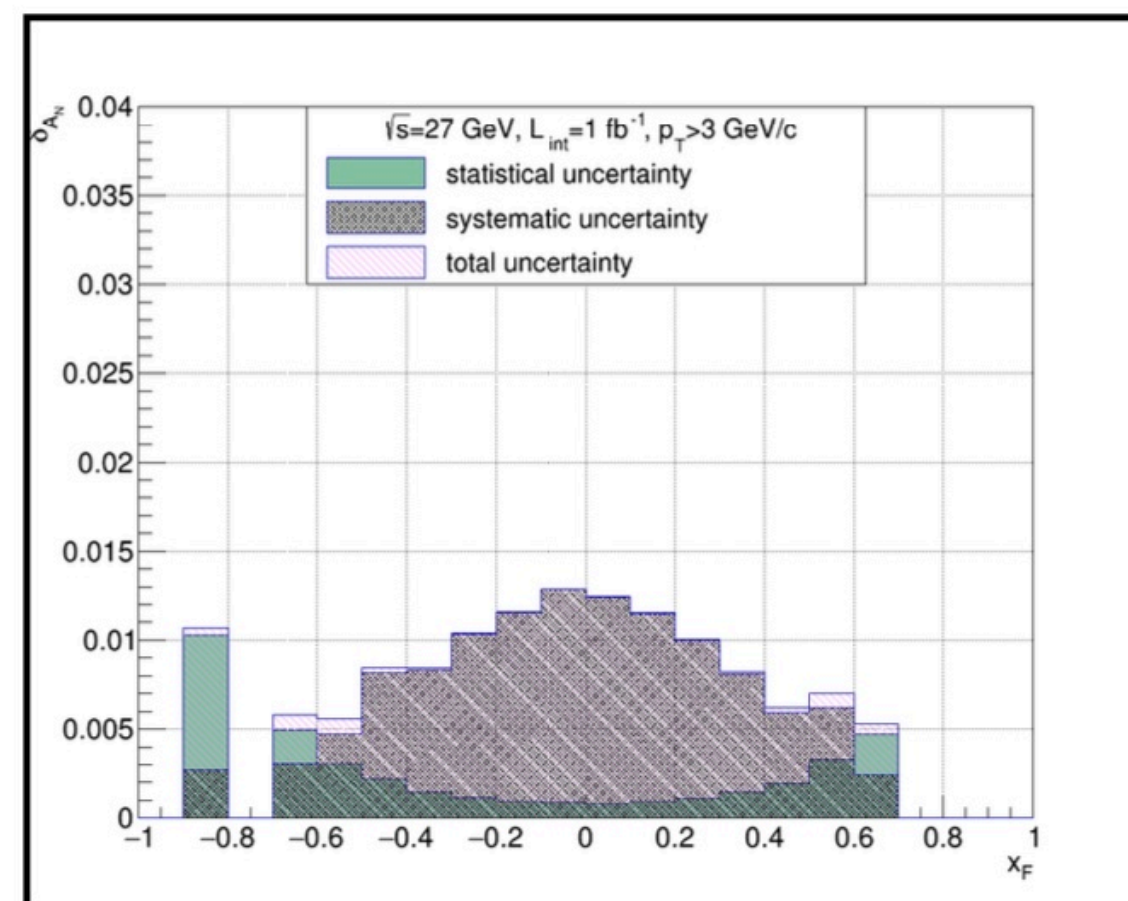 δ_{A_N}
0.04
0.035
0.03
0.025
0.02
0.015
0.01
0.005
0
√s=27 GeV, L_{int}=1 fb^{-1}, p_T>3 GeV/c
statistical uncertainty
systematic uncertainty
total uncertainty
−1 −0.8 −0.6 −0.4 −0.2 0 0.2 0.4 0.6 0.8 1
x_F